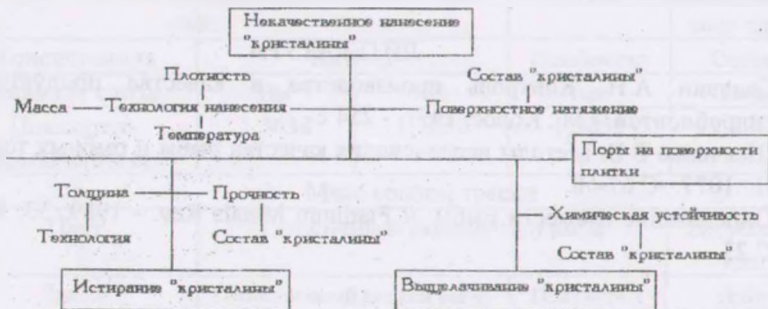 Некачественное нанесение
"кристалины"
Плотность
Состав "кристалины"
Масса
Технология нанесения
Поверхностное натяжение
Температура
Поры на поверхности
плитки
Толщина
Прочность
Химическая устойчивость
Технология
Состав "кристалины"
Состав "кристалины"
Истирание "кристалины"
Выщелачивание "кристалины"